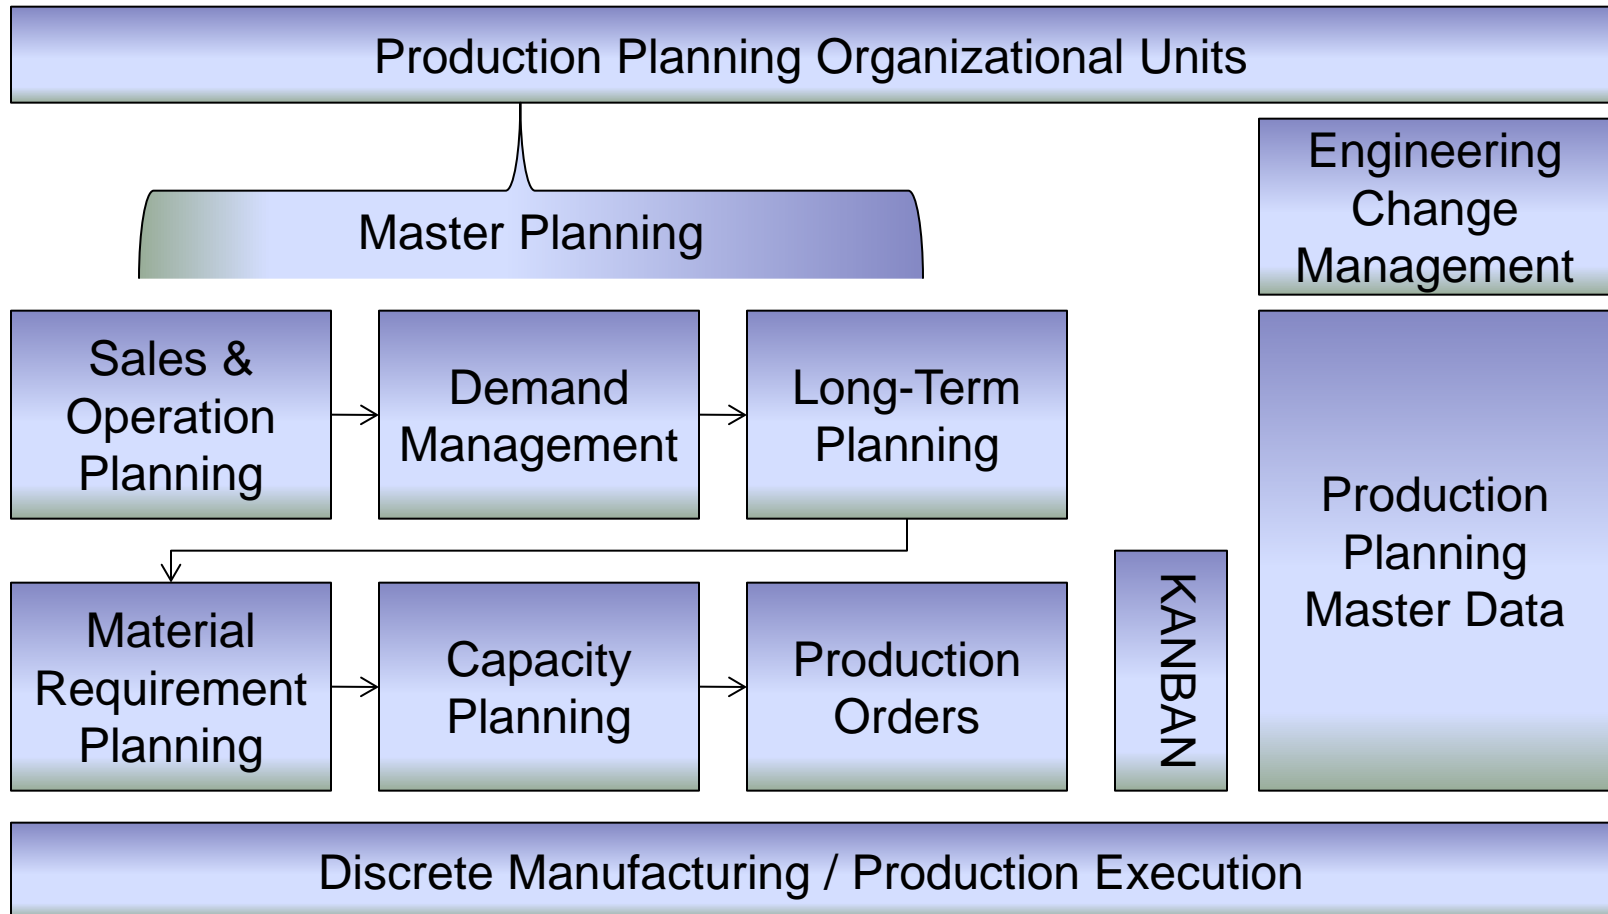 Production Planning Organizational Units
Master Planning
Engineering
Change
Management
Sales &
Operation
Planning
Demand
Management
Long-Term
Planning
Production
Planning
Master Data
Material
Requirement
Planning
Capacity
Planning
Production
Orders
KANBAN
Discrete Manufacturing / Production Execution